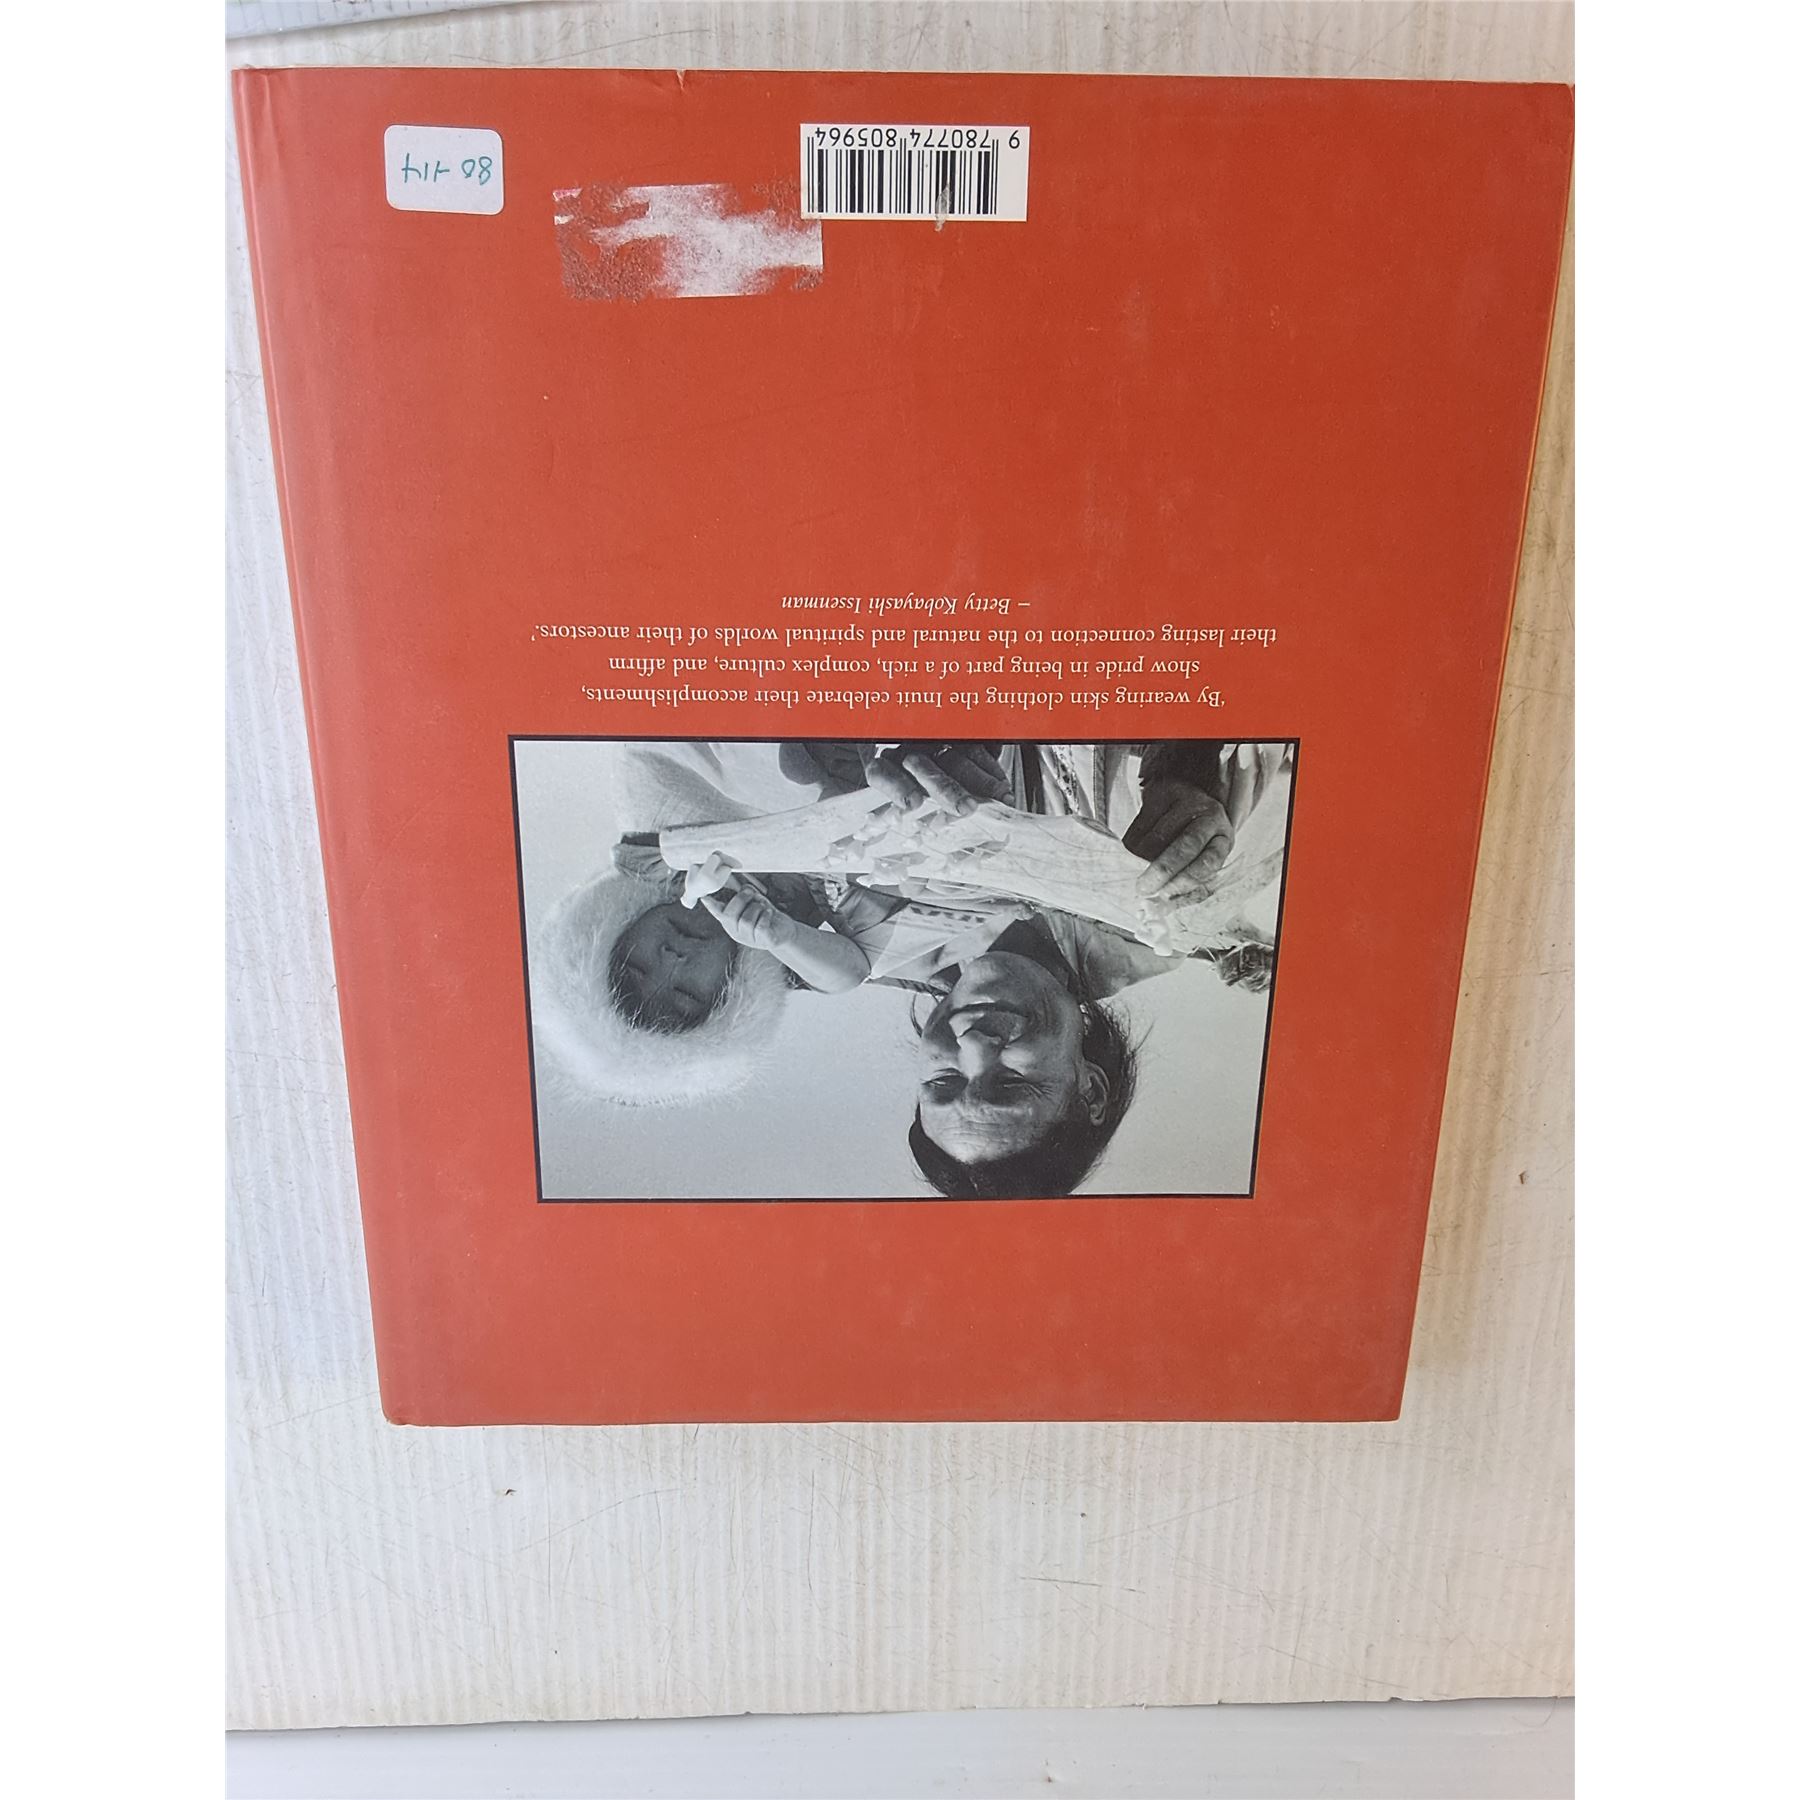 'By wearing skin clothing the Inuit celebrate their accomplishments,
show pride in being part of a rich, complex culture, and affirm
their lasting connection to the natural and spiritual worlds of their ancestors.'
– Betty Kobayashi Issenman
9 780774 805964